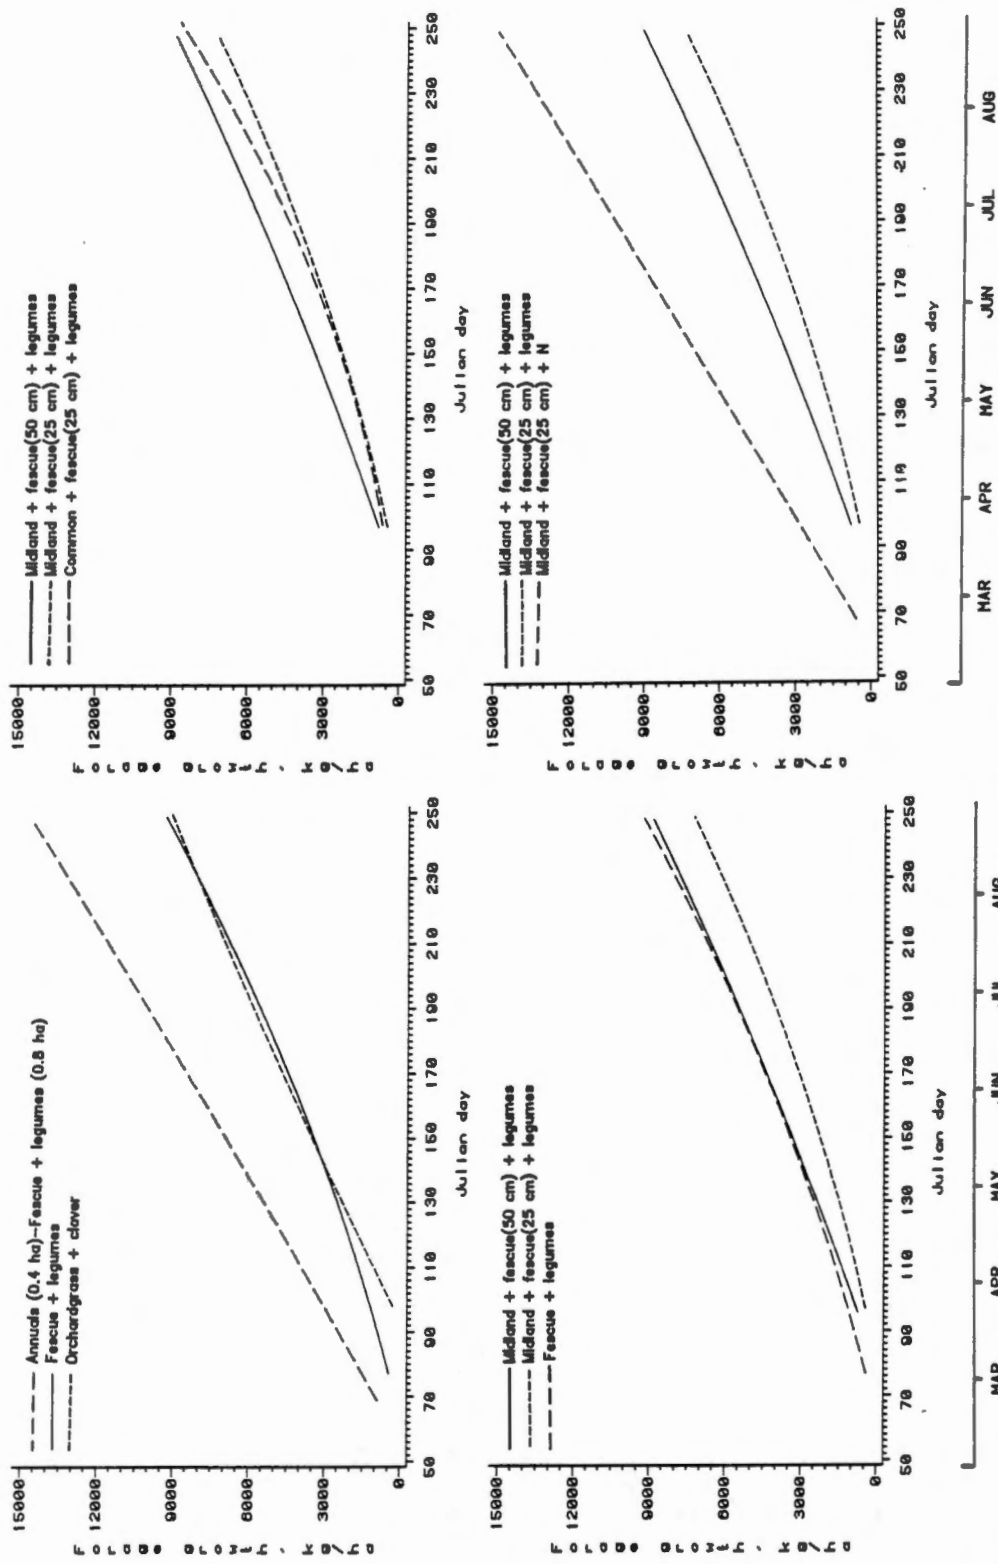 Forage growth, kg/ha
15000
12000
9000
6000
3000
0
Annuals (0.4 ha)-Fescue + legumes (0.8 ha)
Fescue + legumes
Orchardgrass + clover
50 70 90 110 130 150 170 190 210 230 250
Julian day
Forage growth, kg/ha
15000
12000
9000
6000
3000
0
Midland + fescue(50 cm) + legumes
Midland + fescue(25 cm) + legumes
Common + fescue(25 cm) + legumes
50 70 90 110 130 150 170 190 210 230 250
Julian day
Forage growth, kg/ha
15000
12000
9000
6000
3000
0
Midland + fescue(50 cm) + legumes
Midland + fescue(25 cm) + legumes
Fescue + legumes
50 70 90 110 130 150 170 190 210 230 250
Julian day
MAR APR MAY JUN AUG
Forage growth, kg/ha
15000
12000
9000
6000
3000
0
Midland + fescue(50 cm) + legumes
Midland + fescue(25 cm) + legumes
Midland + fescue(25 cm) + N
50 70 90 110 130 150 170 190 210 230 250
Julian day
MAR APR MAY JUN JUL AUG